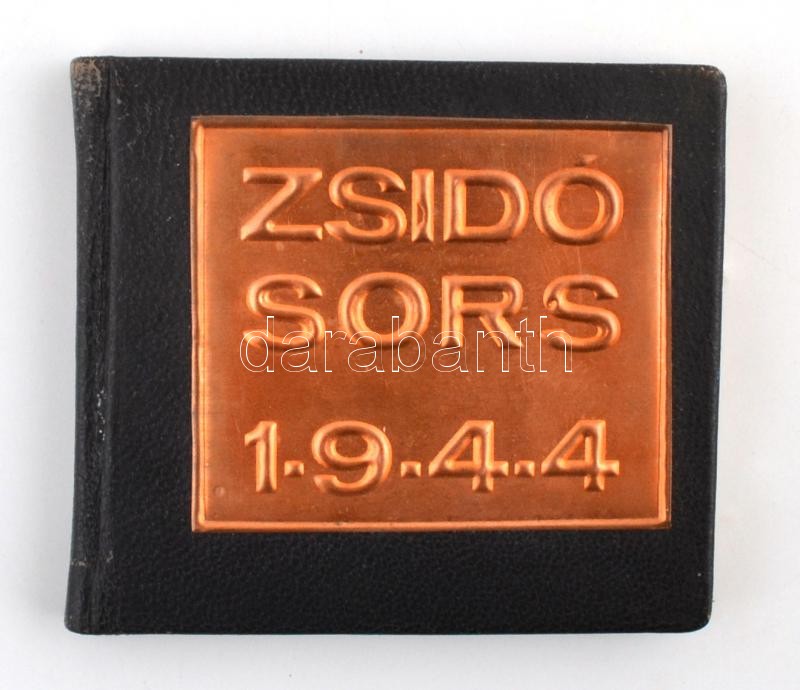 ZSIDÓ
SORS
darabanth
1·9·4·4